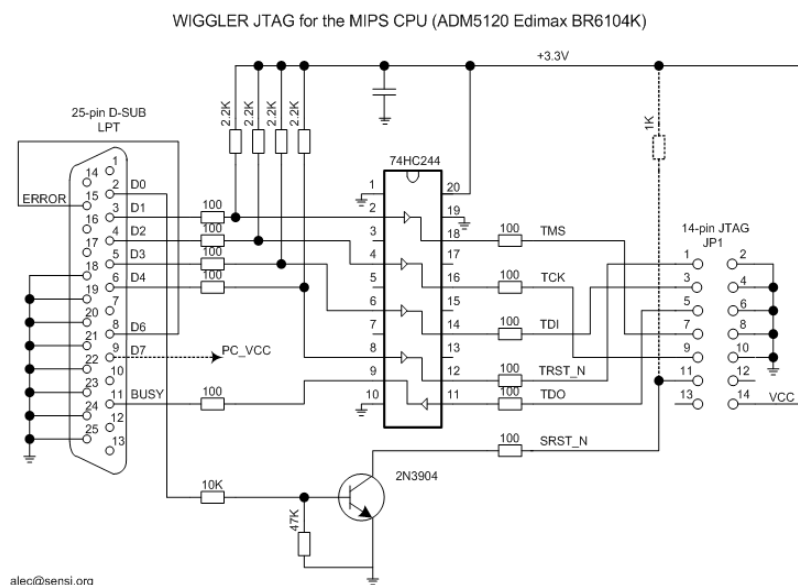 WIGGLER JTAG for the MIPS CPU (ADM5120 Edimax BR6104K)
+3.3V
25-pin D-SUB
LPT
2.2K
2.2K
2.2K
2.2K
1K
74HC244
ERROR
14
15
16
17
18
19
20
21
22
23
24
25
1
2
3
4
5
6
7
8
9
10
11
12
13
D0
D1
D2
D3
D4
D6
D7
BUSY
PC_VCC
100
100
100
100
100
1
2
3
4
5
6
7
8
9
10
20
19
18
17
16
15
14
13
12
11
100
TMS
100
TCK
100
TDI
100
TRST_N
100
TDO
100
SRST_N
14-pin JTAG
JP1
1
2
3
4
5
6
7
8
9
10
11
12
13
14
VCC
10K
47K
2N3904
alec@sensi.org